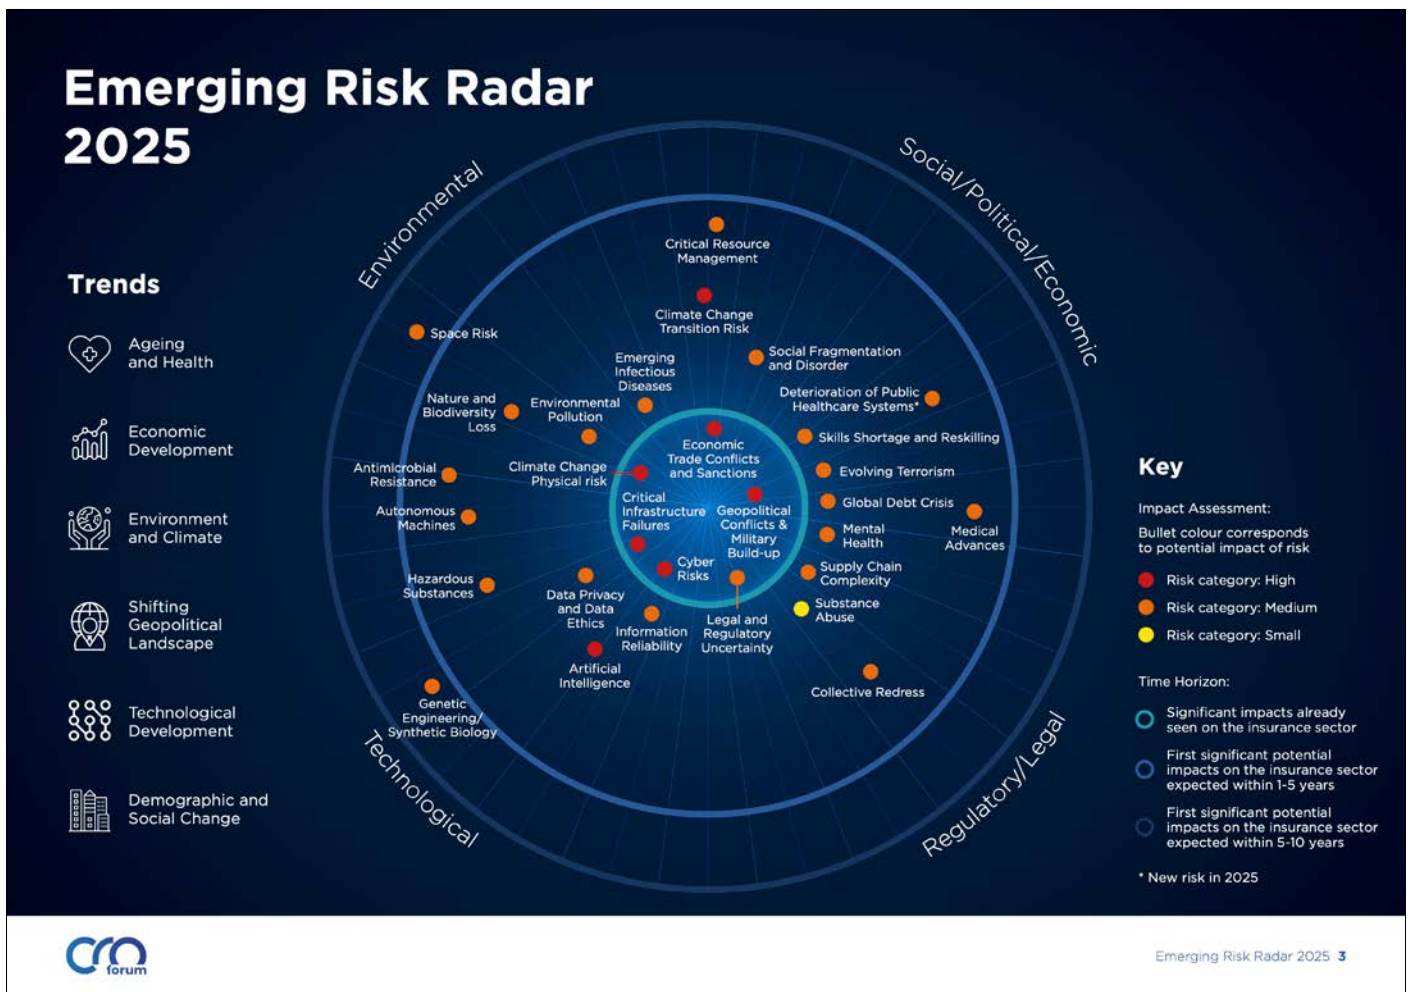 Emerging Risk Radar
2025
Trends
Ageing
and Health
Economic
Development
Environment
and Climate
Shifting
Geopolitical
Landscape
Technological
Development
Demographic and
Social Change
Environmental
Social/Political/Economic
Technological
Regulatory/Legal
Critical Resource
Management
Climate Change
Transition Risk
Space Risk
Emerging
Infectious
Diseases
Social Fragmentation
and Disorder
Nature and
Biodiversity
Loss
Environmental
Pollution
Deterioration of Public
Healthcare Systems*
Skills Shortage and Reskilling
Economic
Trade Conflicts
and Sanctions
Climate Change
Physical risk
Antimicrobial
Resistance
Evolving Terrorism
Autonomous
Machines
Critical
Infrastructure
Failures
Geopolitical
Conflicts &
Military
Build-up
Global Debt Crisis
Mental
Health
Medical
Advances
Cyber
Risks
Supply Chain
Complexity
Hazardous
Substances
Data Privacy
and Data
Ethics
Information
Reliability
Legal and
Regulatory
Uncertainty
Substance
Abuse
Artificial
Intelligence
Collective Redress
Genetic
Engineering/
Synthetic Biology
Key
Impact Assessment:
Bullet colour corresponds
to potential impact of risk
Risk category: High
Risk category: Medium
Risk category: Small
Time Horizon:
Significant impacts already
seen on the insurance sector
First significant potential
impacts on the insurance sector
expected within 1-5 years
First significant potential
impacts on the insurance sector
expected within 5-10 years
* New risk in 2025
cro
forum
Emerging Risk Radar 2025 3